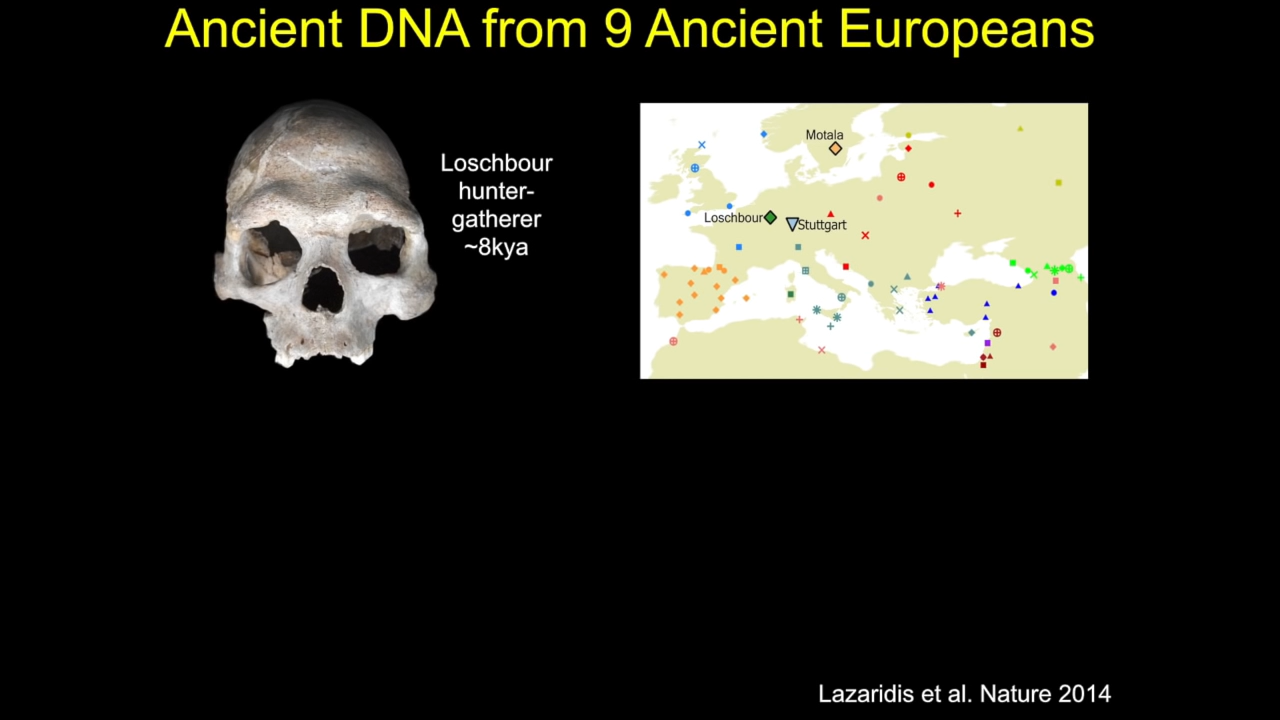 Ancient DNA from 9 Ancient Europeans
Loschbour
hunter-
gatherer
~8kya
Motala
Loschbour
Stuttgart
Lazaridis et al. Nature 2014